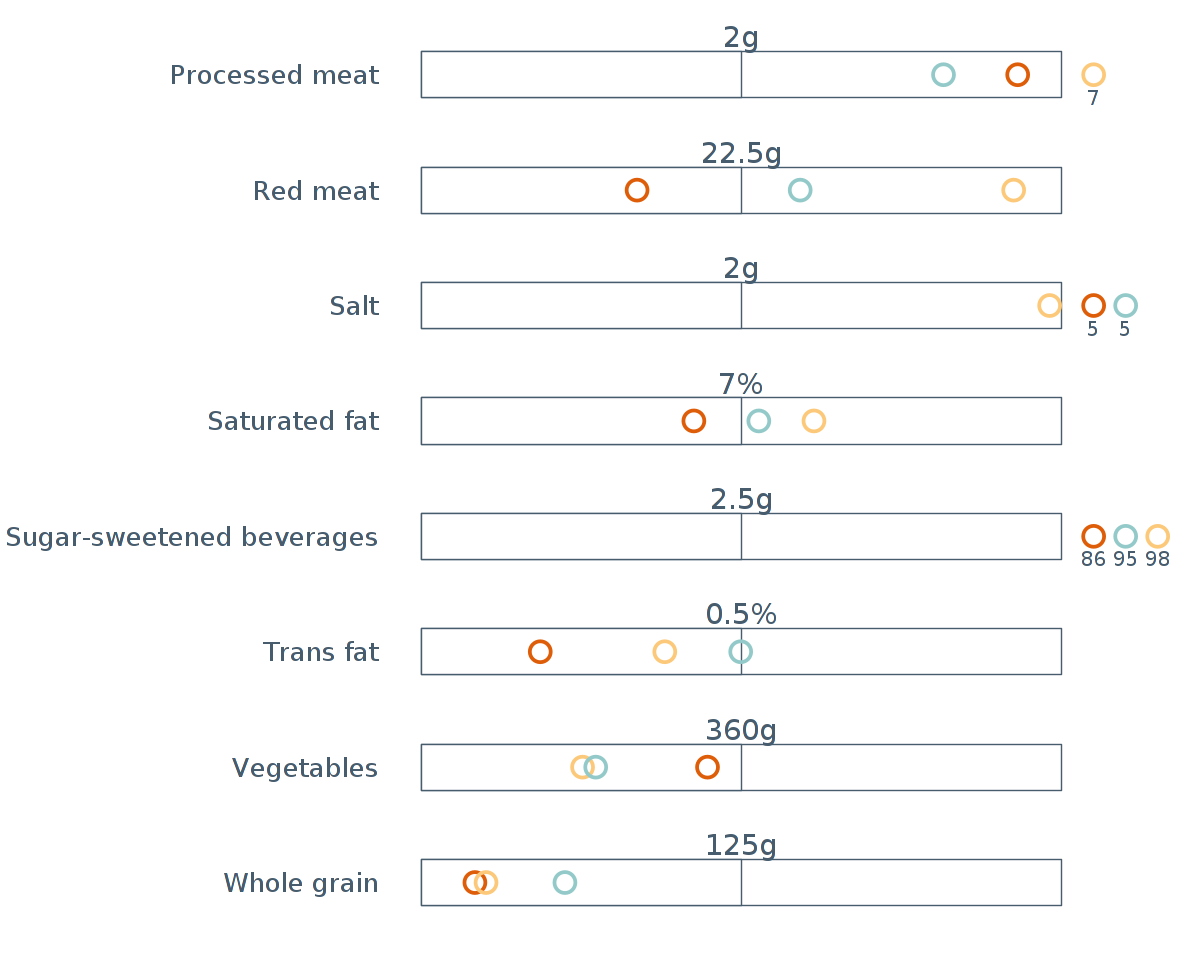 2g
Processed meat
7
22.5g
Red meat
2g
Salt
5 5
7%
Saturated fat
2.5g
Sugar-sweetened beverages
86 95 98
0.5%
Trans fat
360g
Vegetables
125g
Whole grain